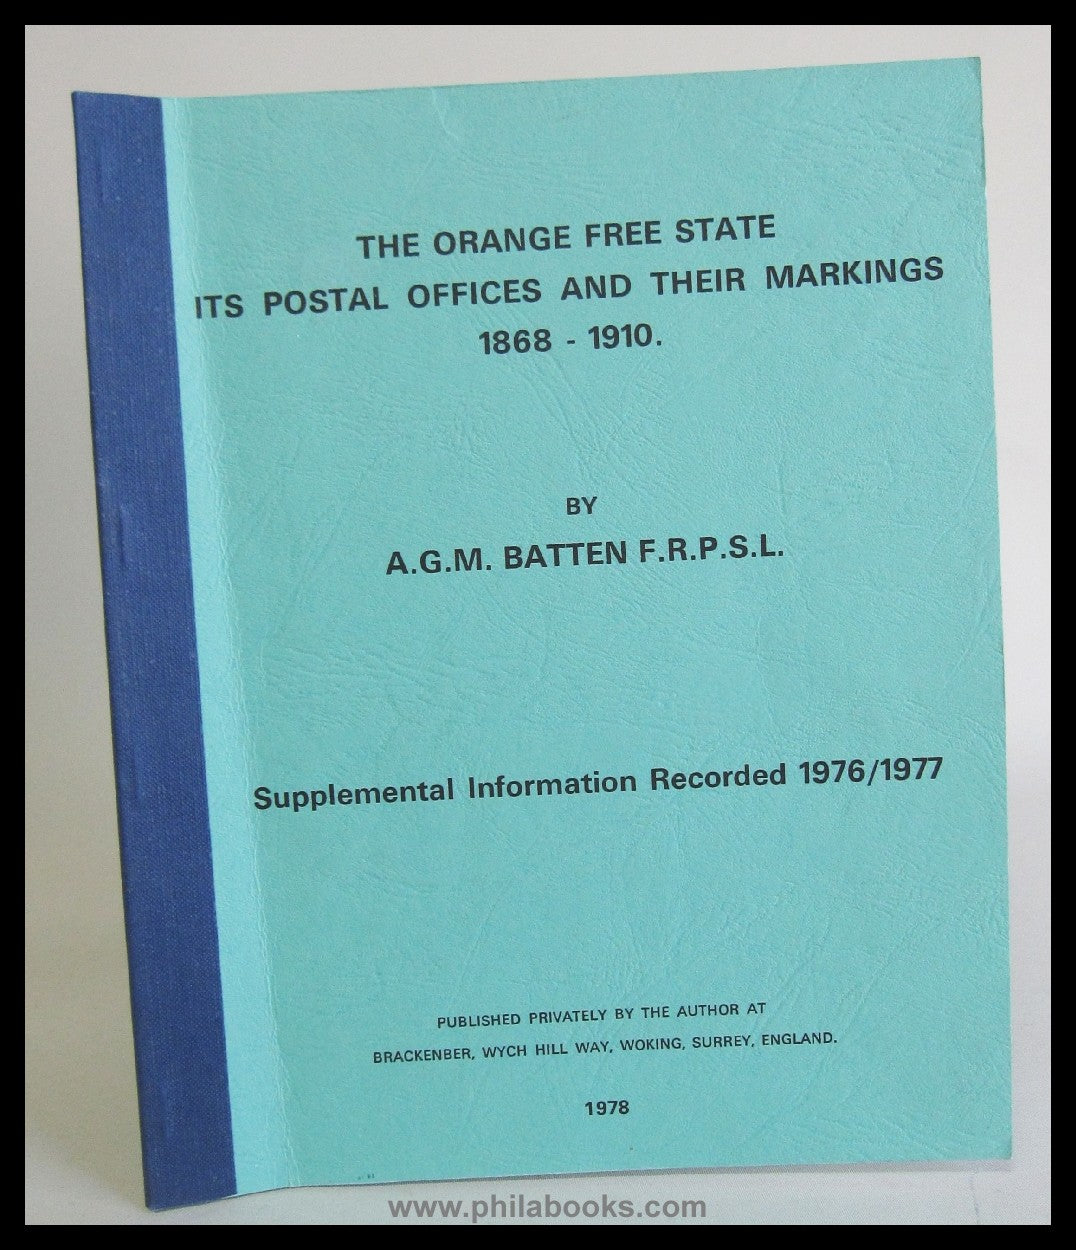 THE ORANGE FREE STATE
ITS POSTAL OFFICES AND THEIR MARKINGS
1868 - 1910.
BY
A.G.M. BATTEN F.R.P.S.L.
Supplemental Information Recorded 1976/1977
PUBLISHED PRIVATELY BY THE AUTHOR AT
BRACKENBER, WYCH HILL WAY, WOKING, SURREY, ENGLAND.
1978
www.philabooks.com